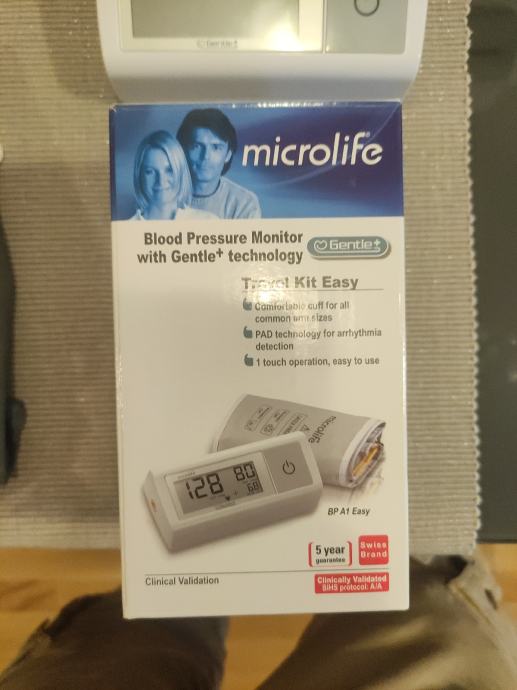 Gentle+
microlife
Blood Pressure Monitor
with Gentle+ technology
Gentle+
Travel Kit Easy
Comfortable cuff for all
common arm sizes
PAD technology for arrhythmia
detection
1 touch operation, easy to use
microlife
128 80
68
BP A1 Easy
5 year
guarantee
Swiss
Brand
Clinical Validation
Clinically Validated
BIHS protocol: A/A